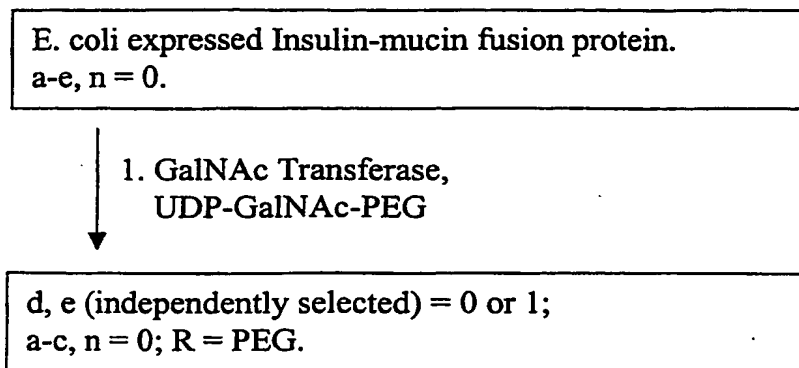 E. coli expressed Insulin-mucin fusion protein.
a-e, n = 0.
1. GalNAc Transferase,
UDP-GalNAc-PEG
d, e (independently selected) = 0 or 1;
a-c, n = 0; R = PEG.